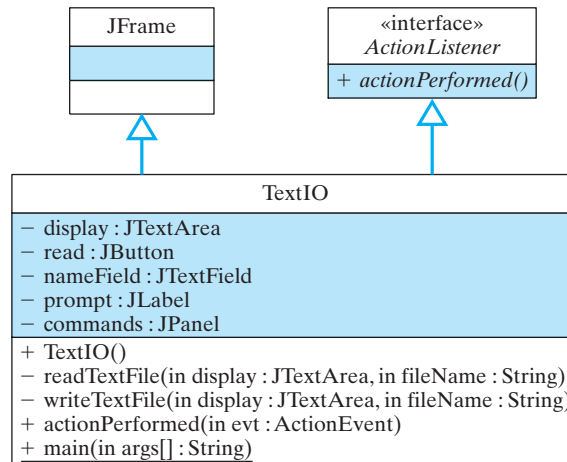 JFrame
«interface»
ActionListener
+ actionPerformed()
TextIO
− display : JTextArea
− read : JButton
− nameField : JTextField
− prompt : JLabel
− commands : JPanel
+ TextIO()
− readTextFile(in display : JTextArea, in fileName : String)
− writeTextFile(in display : JTextArea, in fileName : String)
+ actionPerformed(in evt : ActionEvent)
+ main(in args[] : String)